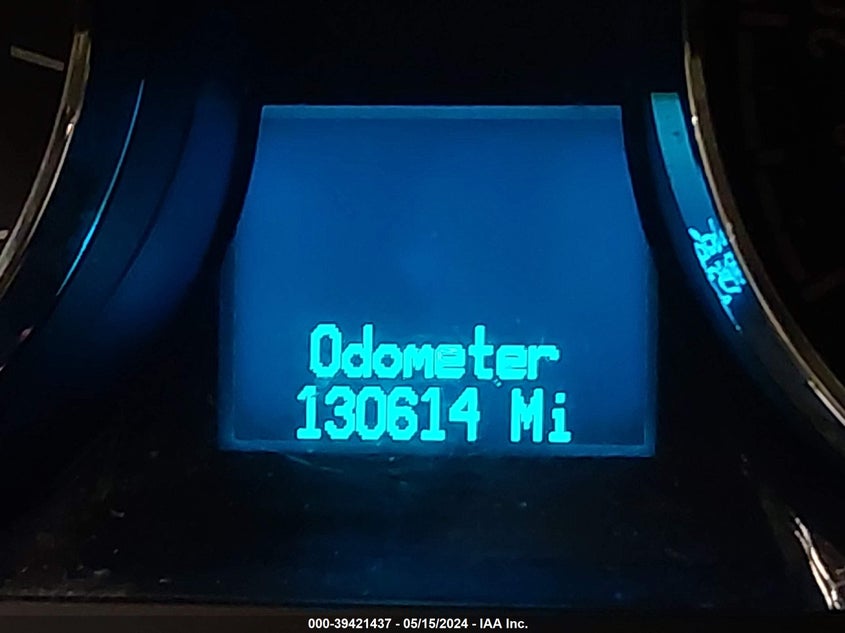 Odometer
130614 Mi
000-39421437 - 05/15/2024 - IAA Inc.